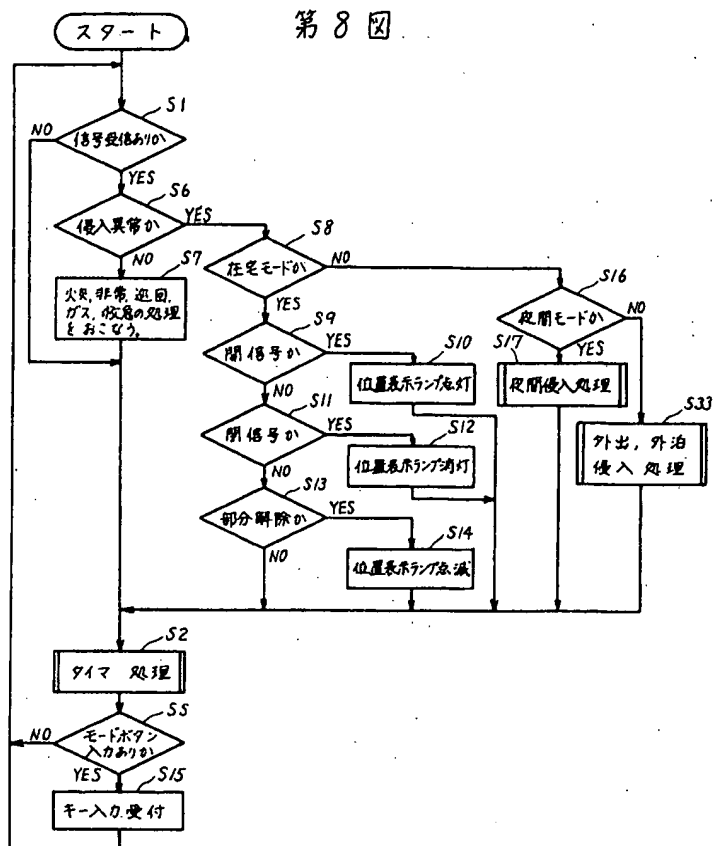 第8図
スタート
S1
信号受信ありか
NO
YES
S6
侵入異常か
YES
NO
S7
火災,非常,巡回,
ガス,救急の処理
をおこなう。
S8
在宅モードか
NO
YES
S9
開信号か
YES
NO
S10
位置表示ランプ点灯
S11
閉信号か
YES
NO
S12
位置表示ランプ消灯
S13
部分解除か
YES
NO
S14
位置表示ランプ点滅
S16
夜間モードか
NO
YES
S17
夜間侵入処理
S33
外出,外泊
侵入処理
S2
タイマ 処理
S5
モードボタン
入力ありか
NO
YES
S15
キー入力受付